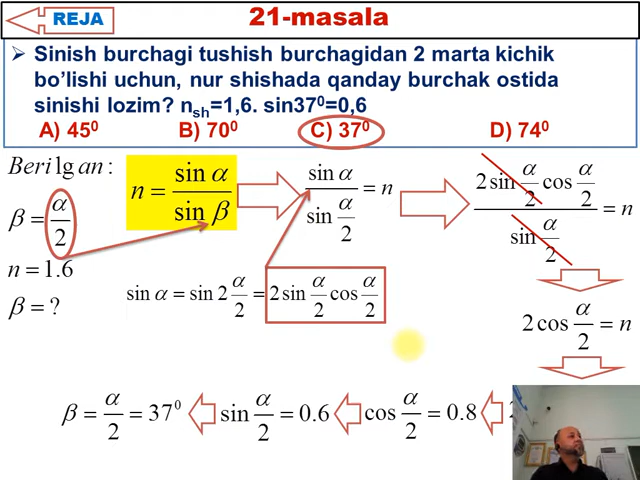 REJA
21-masala
➢ Sinish burchagi tushish burchagidan 2 marta kichik
bo’lishi uchun, nur shishada qanday burchak ostida
sinishi lozim? nsh=1,6. sin37⁰=0,6
A) 45⁰ B) 70⁰ C) 37⁰ D) 74⁰
Berilgan:
β = α/2
n = 1.6
β = ?
n = sin α / sin β
sin α / sin α/2 = n
2 sin α/2 cos α/2 / sin α/2 = n
sin α = sin 2 α/2 = 2 sin α/2 cos α/2
2 cos α/2 = n
β = α/2 = 37⁰
sin α/2 = 0.6
cos α/2 = 0.8